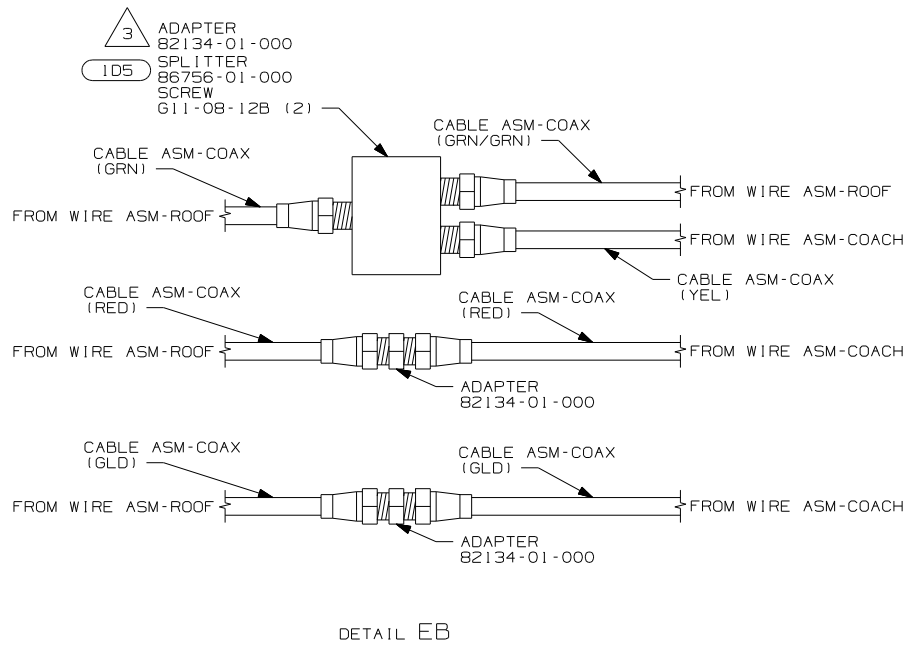 3
ADAPTER
82134-01-000
1D5
SPLITTER
86756-01-000
SCREW
G11-08-12B (2)
CABLE ASM-COAX
(GRN/GRN)
CABLE ASM-COAX
(GRN)
FROM WIRE ASM-ROOF
FROM WIRE ASM-ROOF
FROM WIRE ASM-COACH
CABLE ASM-COAX
(YEL)
CABLE ASM-COAX
(RED)
CABLE ASM-COAX
(RED)
FROM WIRE ASM-ROOF
FROM WIRE ASM-COACH
ADAPTER
82134-01-000
CABLE ASM-COAX
(GLD)
CABLE ASM-COAX
(GLD)
FROM WIRE ASM-ROOF
FROM WIRE ASM-COACH
ADAPTER
82134-01-000
DETAIL EB